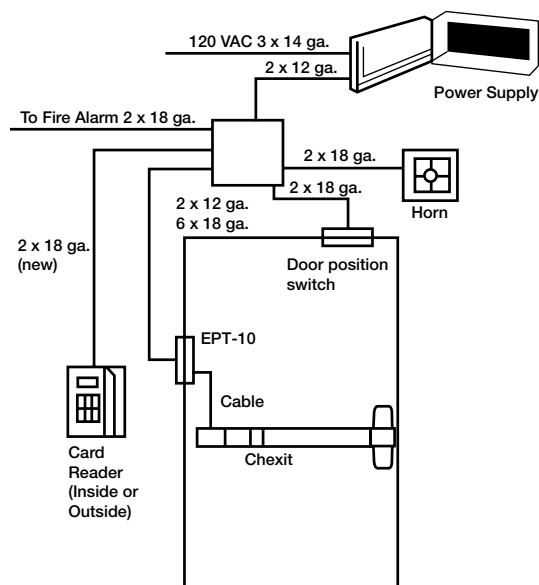 120 VAC 3 x 14 ga.
2 x 12 ga.
Power Supply
To Fire Alarm 2 x 18 ga.
2 x 18 ga.
Horn
2 x 18 ga.
2 x 12 ga.
6 x 18 ga.
2 x 18 ga.
(new)
Door position
switch
EPT-10
Cable
Chexit
Card
Reader
(Inside or
Outside)